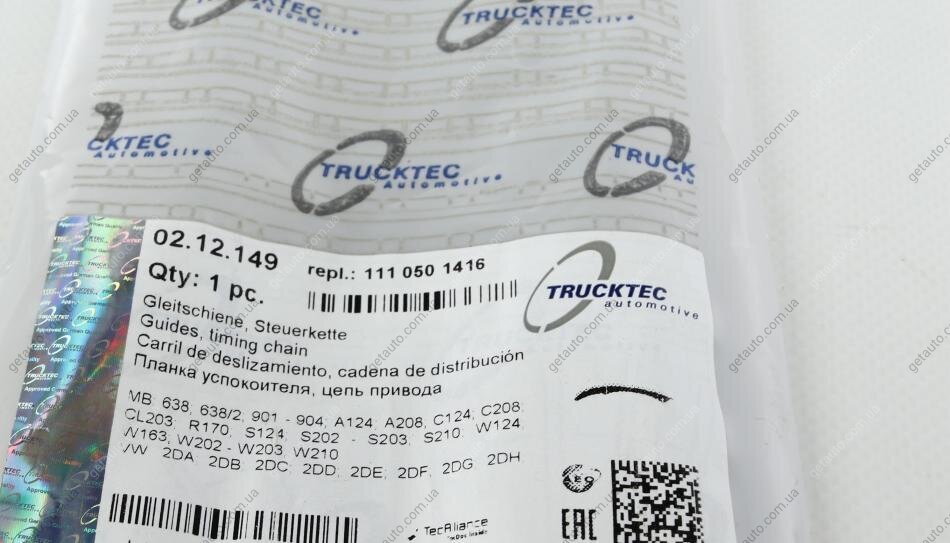 TRUCKTEC
Automotive
TRUCKTEC
Automotive
CKTEC
Automotive
TRUCKTEC
Automotive
TRUCK
Au
02.12.149
repl.: 111 050 1416
Qty: 1 pc.
TRUCKTEC
automotive
Gleitschiene, Steuerkette
Guides, timing chain
Carril de deslizamiento, cadena de distribución
Планка успокоителя, цепь привода
MB: 638, 638/2, 901 - 904, A124, A208, C124, C208,
CL203, R170, S124, S202 - S203, S210, W124,
W163, W202 - W203, W210
VW: 2DA, 2DB, 2DC, 2DD, 2DE, 2DF, 2DG, 2DH,
TecAlliance
TecDoc Inside
EAC
getauto.com.ua